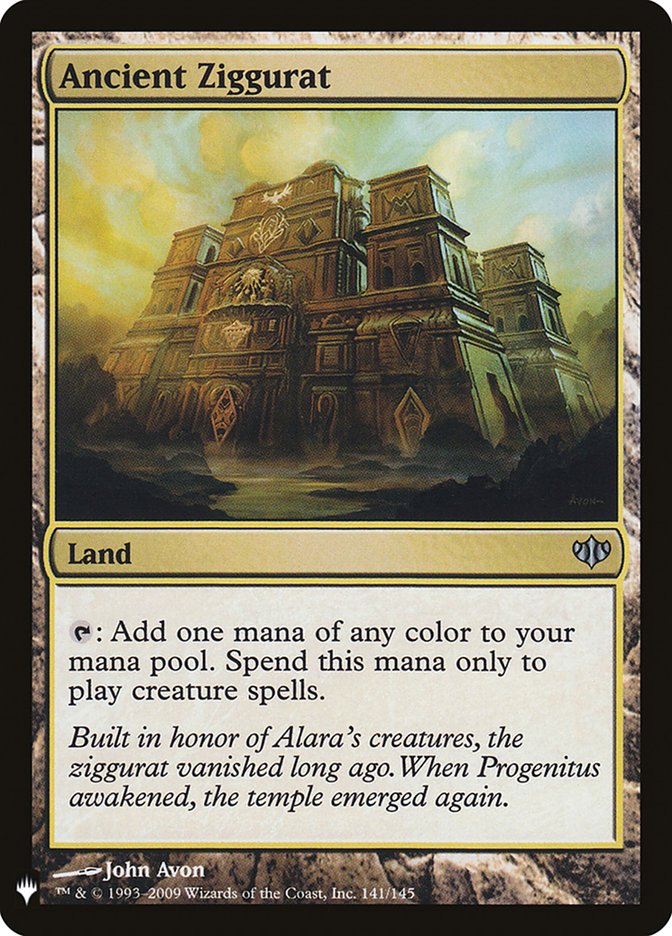 Ancient Ziggurat
AVON
Land
: Add one mana of any color to your
mana pool. Spend this mana only to
play creature spells.
Built in honor of Alara's creatures, the
ziggurat vanished long ago. When Progenitus
awakened, the temple emerged again.
John Avon
™ & © 1993–2009 Wizards of the Coast, Inc. 141/145